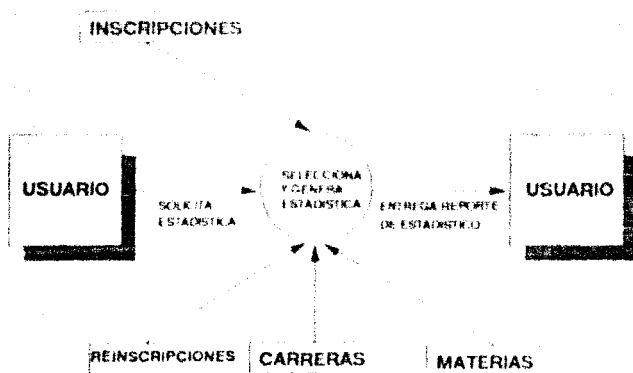 INSCRIPCIONES
USUARIO
SOLICITA
ESTADISTICA
SELECCIONA
Y GENERA
ESTADISTICA
ENTREGA REPORTE
DE ESTADISTICO
USUARIO
REINSCRIPCIONES
CARRERAS
MATERIAS